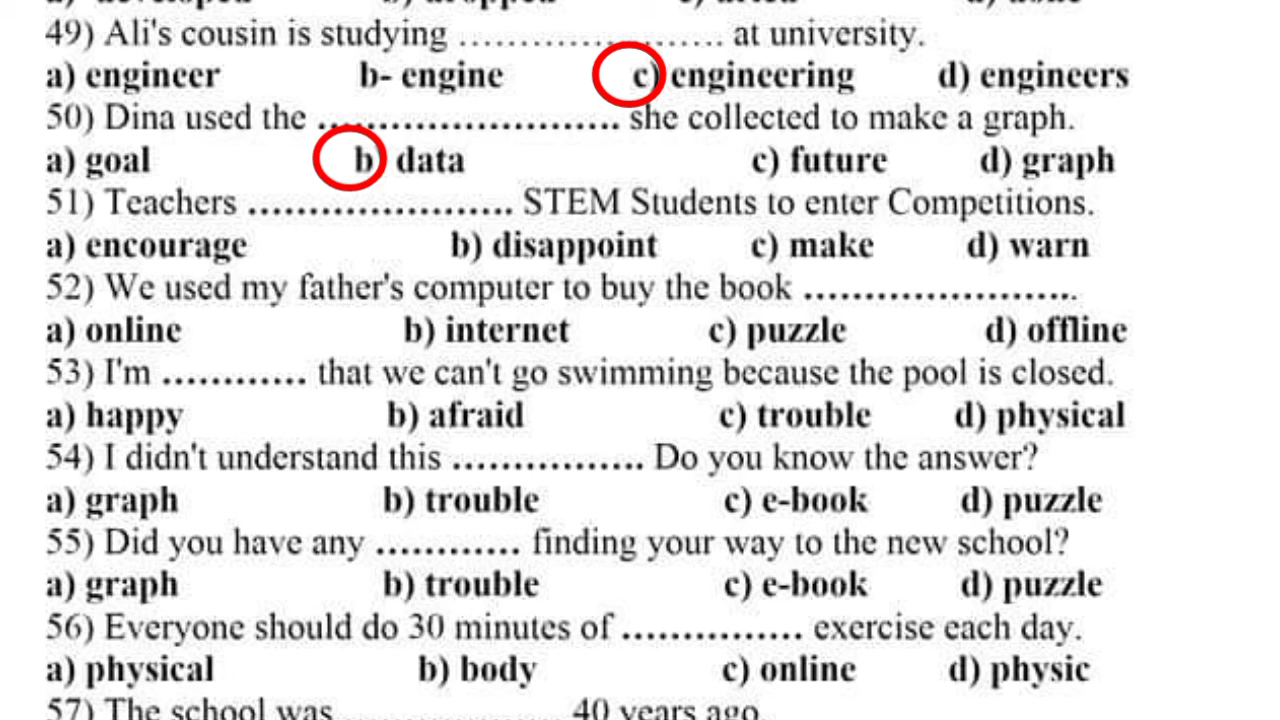 49) Ali's cousin is studying ........................ at university.
a) engineer b- engine c) engineering d) engineers
50) Dina used the ......................... she collected to make a graph.
a) goal b) data c) future d) graph
51) Teachers ...................... STEM Students to enter Competitions.
a) encourage b) disappoint c) make d) warn
52) We used my father's computer to buy the book .......................
a) online b) internet c) puzzle d) offline
53) I'm ............ that we can't go swimming because the pool is closed.
a) happy b) afraid c) trouble d) physical
54) I didn't understand this ................ Do you know the answer?
a) graph b) trouble c) e-book d) puzzle
55) Did you have any ............ finding your way to the new school?
a) graph b) trouble c) e-book d) puzzle
56) Everyone should do 30 minutes of ............... exercise each day.
a) physical b) body c) online d) physic
57) The school was ................... 40 years ago.